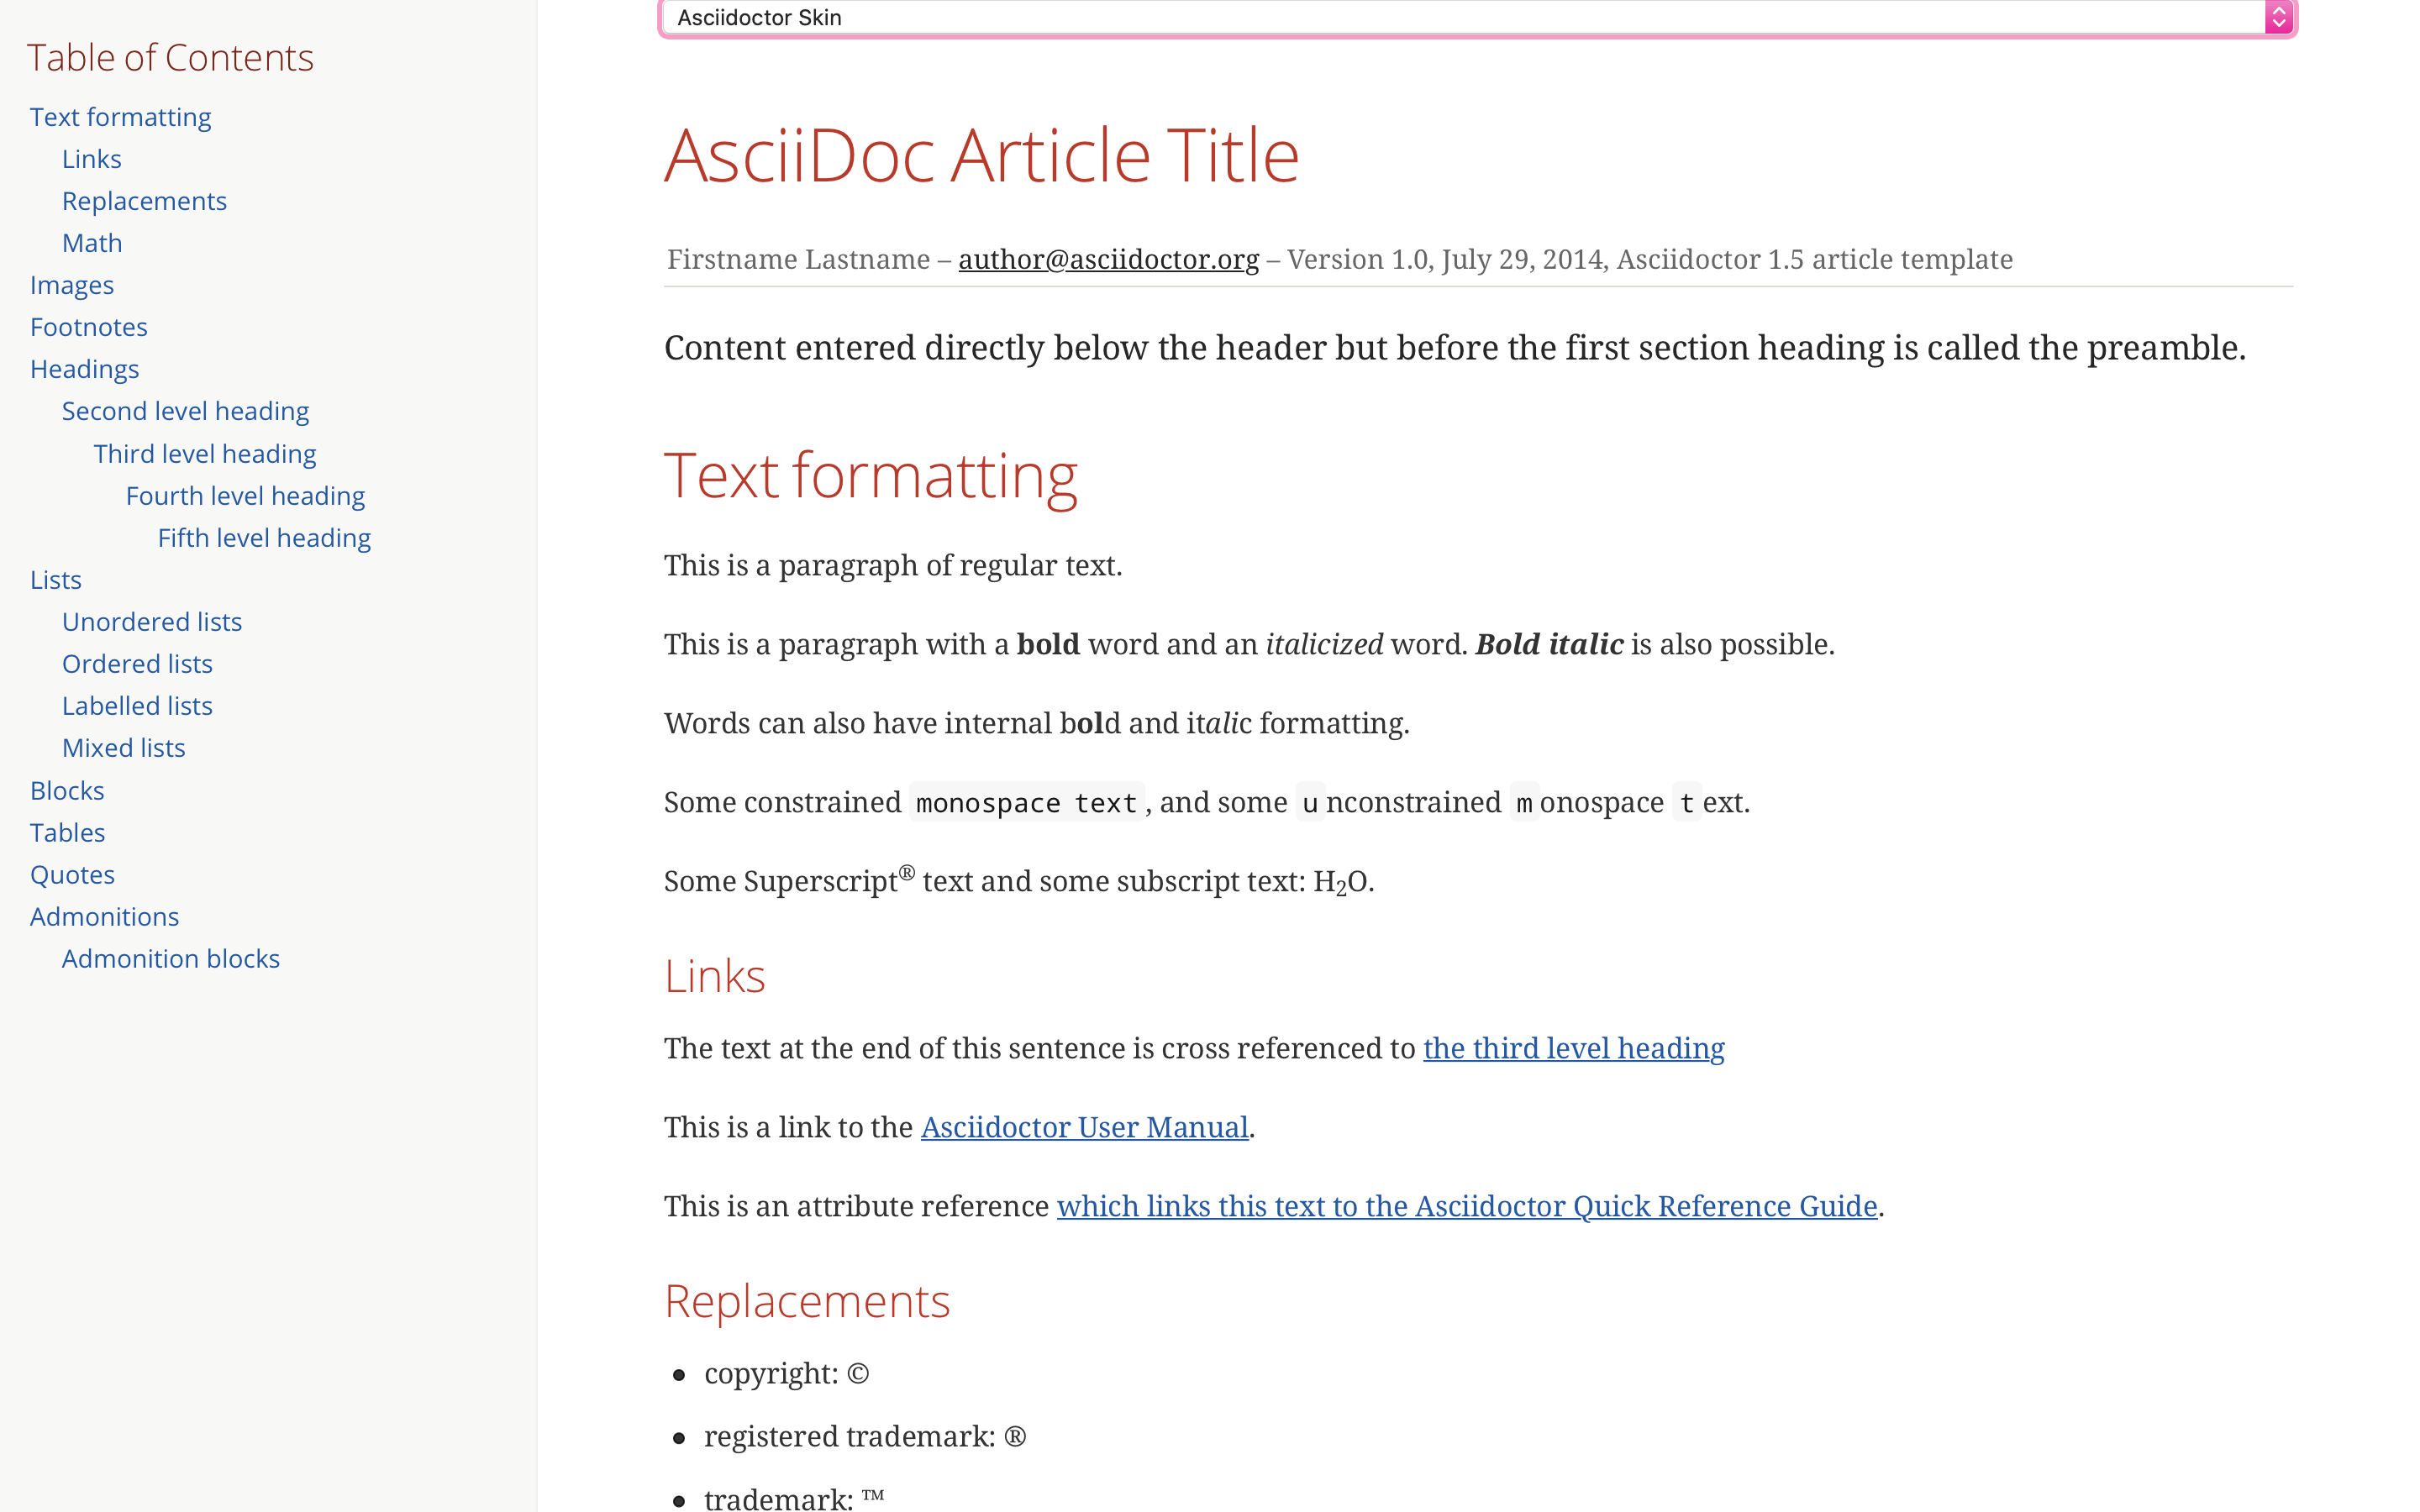 Table of Contents
Text formatting
Links
Replacements
Math
Images
Footnotes
Headings
Second level heading
Third level heading
Fourth level heading
Fifth level heading
Lists
Unordered lists
Ordered lists
Labelled lists
Mixed lists
Blocks
Tables
Quotes
Admonitions
Admonition blocks
Asciidoctor Skin
AsciiDoc Article Title
Firstname Lastname – author@asciidoctor.org – Version 1.0, July 29, 2014, Asciidoctor 1.5 article template
Content entered directly below the header but before the first section heading is called the preamble.
Text formatting
This is a paragraph of regular text.
This is a paragraph with a bold word and an italicized word. Bold italic is also possible.
Words can also have internal bold and italic formatting.
Some constrained monospace text, and some unconstrained monospace text.
Some Superscript® text and some subscript text: H₂O.
Links
The text at the end of this sentence is cross referenced to the third level heading
This is a link to the Asciidoctor User Manual.
This is an attribute reference which links this text to the Asciidoctor Quick Reference Guide.
Replacements
• copyright: ©
• registered trademark: ®
• trademark: ™